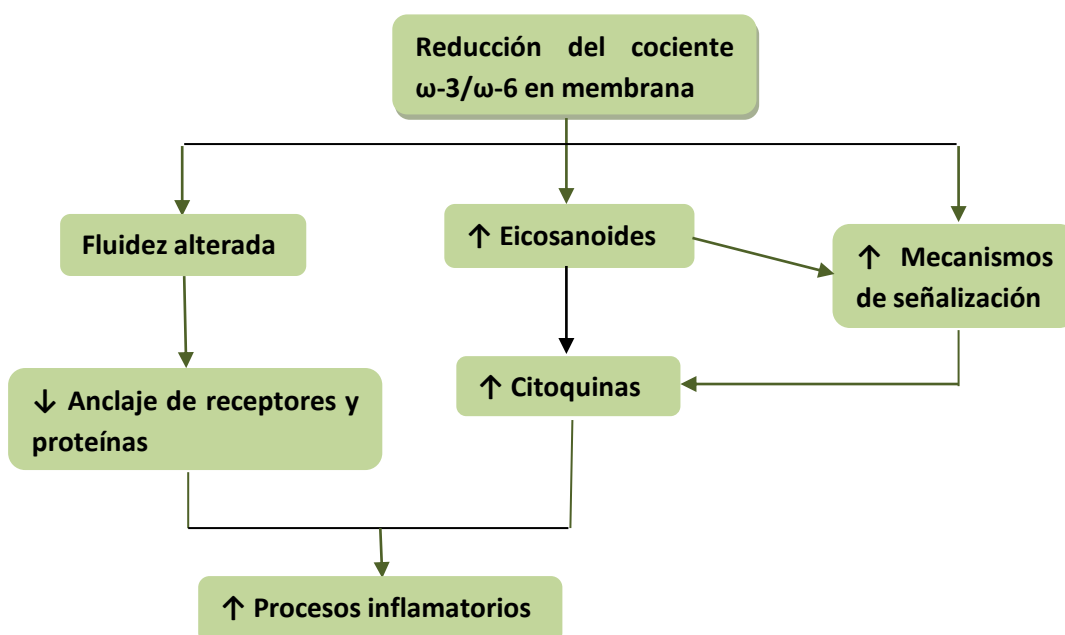 Reducción del cociente
ω-3/ω-6 en membrana
Fluidez alterada
↑ Eicosanoides
↑ Mecanismos
de señalización
↓ Anclaje de receptores y
proteínas
↑ Citoquinas
↑ Procesos inflamatorios